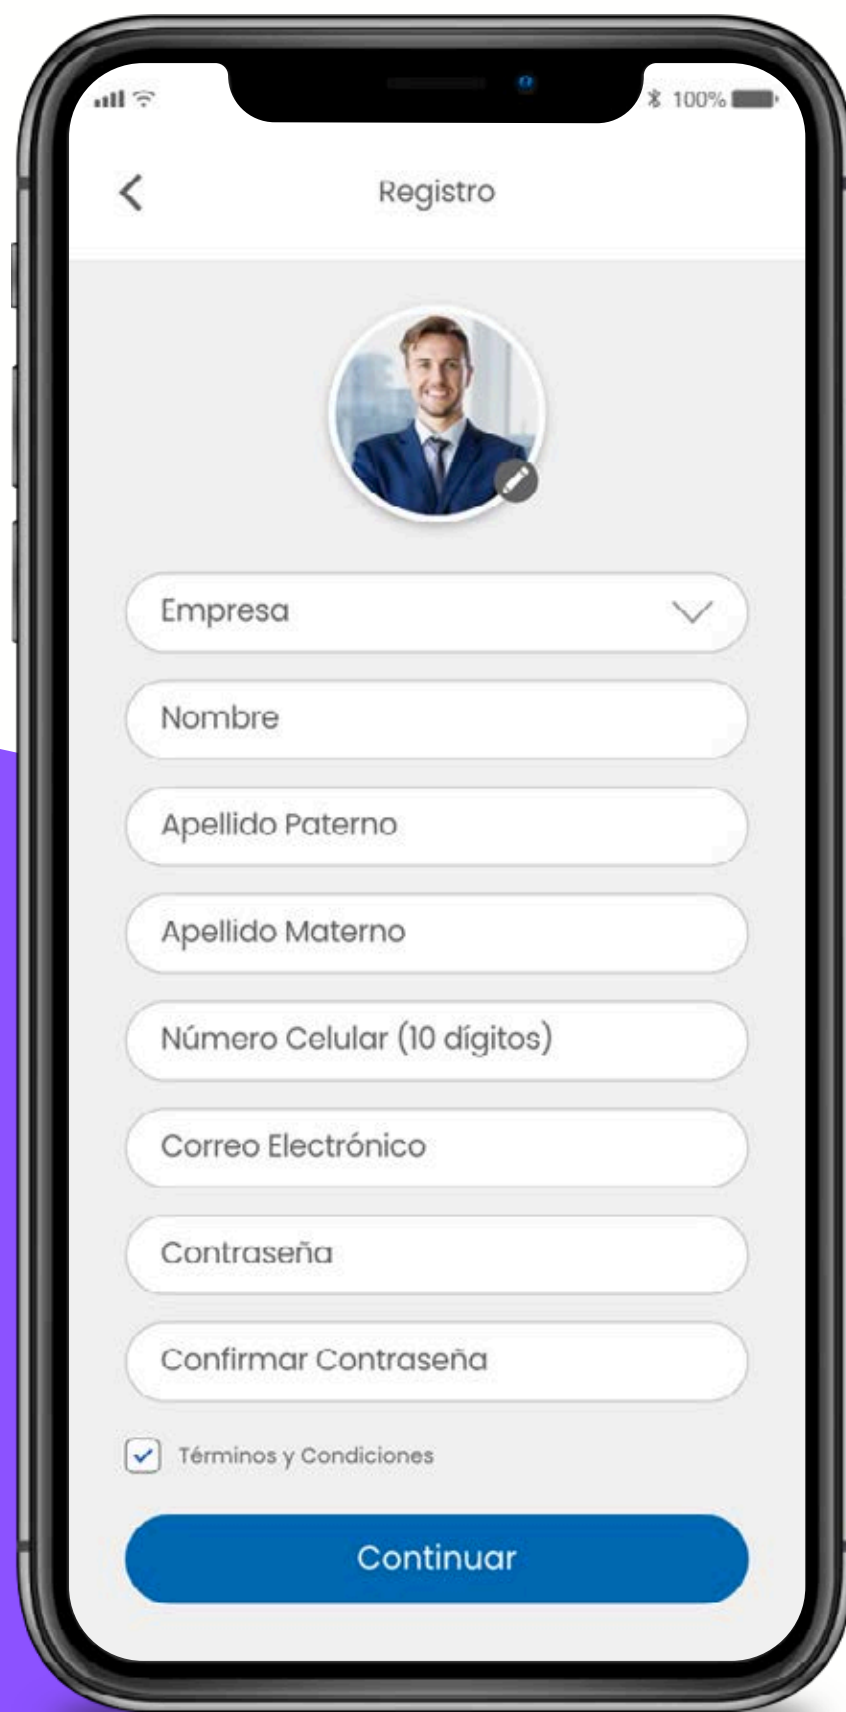 100%
Registro
Empresa
Nombre
Apellido Paterno
Apellido Materno
Número Celular (10 dígitos)
Correo Electrónico
Contraseña
Confirmar Contraseña
Términos y Condiciones
Continuar